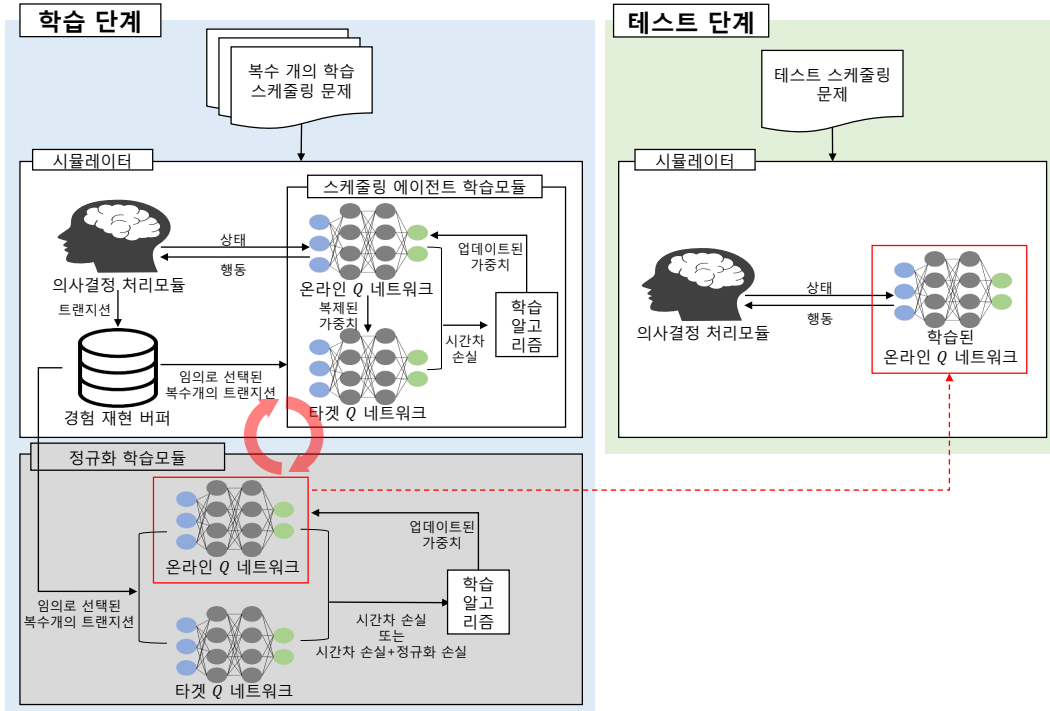 학습 단계
복수 개의 학습
스케줄링 문제
시뮬레이터
스케줄링 에이전트 학습모듈
상태
행동
의사결정 처리모듈
트랜지션
온라인 Q 네트워크
복제된
가중치
업데이트된
가중치
학습
알고
리즘
시간차
손실
임의로 선택된
복수개의 트랜지션
경험 재현 버퍼
타겟 Q 네트워크
정규화 학습모듈
온라인 Q 네트워크
업데이트된
가중치
학습
알고
리즘
임의로 선택된
복수개의 트랜지션
시간차 손실
또는
시간차 손실+정규화 손실
타겟 Q 네트워크
테스트 단계
테스트 스케줄링
문제
시뮬레이터
상태
행동
의사결정 처리모듈
학습된
온라인 Q 네트워크